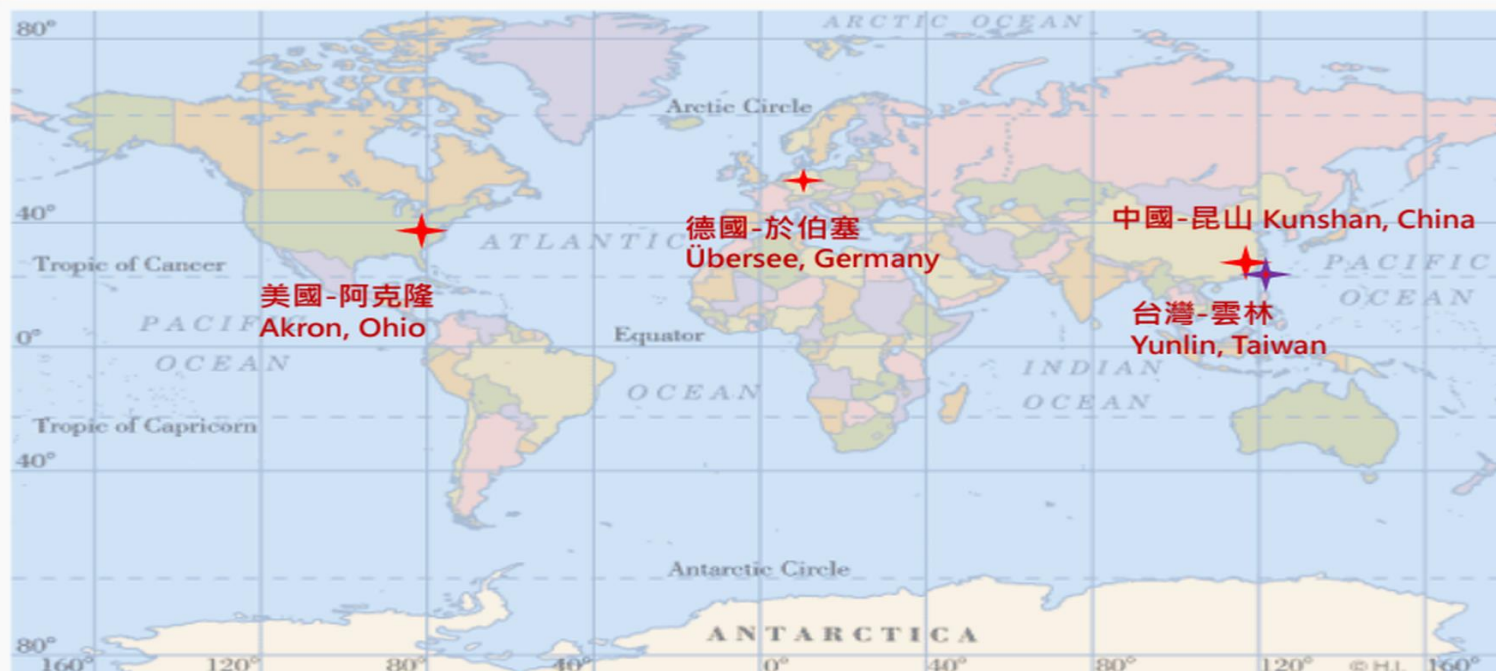 80°
ARCTIC OCEAN
Arctic Circle
40°
ATLANTIC
德國-於伯塞
Übersee, Germany
中國-昆山 Kunshan, China
Tropic of Cancer
PACIFIC
OCEAN
美國-阿克隆
Akron, Ohio
台灣-雲林
Yunlin, Taiwan
PACIFIC
OCEAN
0°
Equator
OCEAN
INDIAN
OCEAN
Tropic of Capricorn
40°
Antarctic Circle
ANTARCTICA
80°
160° 120° 80° 40° 0° 40° 80° 120° 160°